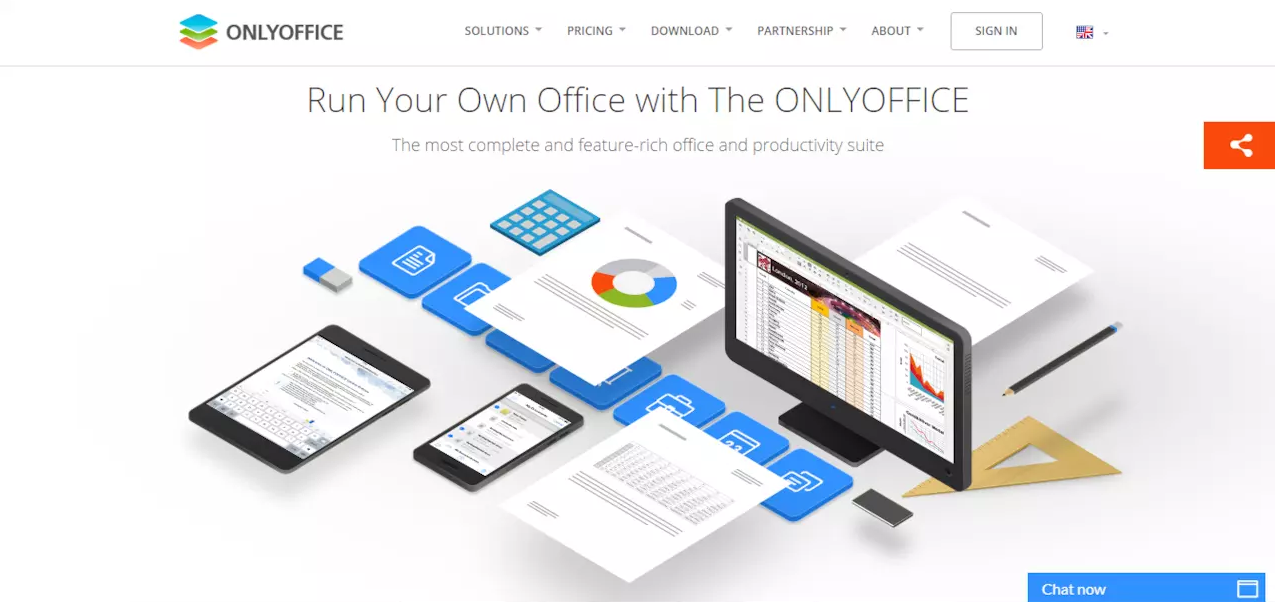 ONLYOFFICE
SOLUTIONS
PRICING
DOWNLOAD
PARTNERSHIP
ABOUT
SIGN IN
Run Your Own Office with The ONLYOFFICE
The most complete and feature-rich office and productivity suite
London, 2012
23
Chat now